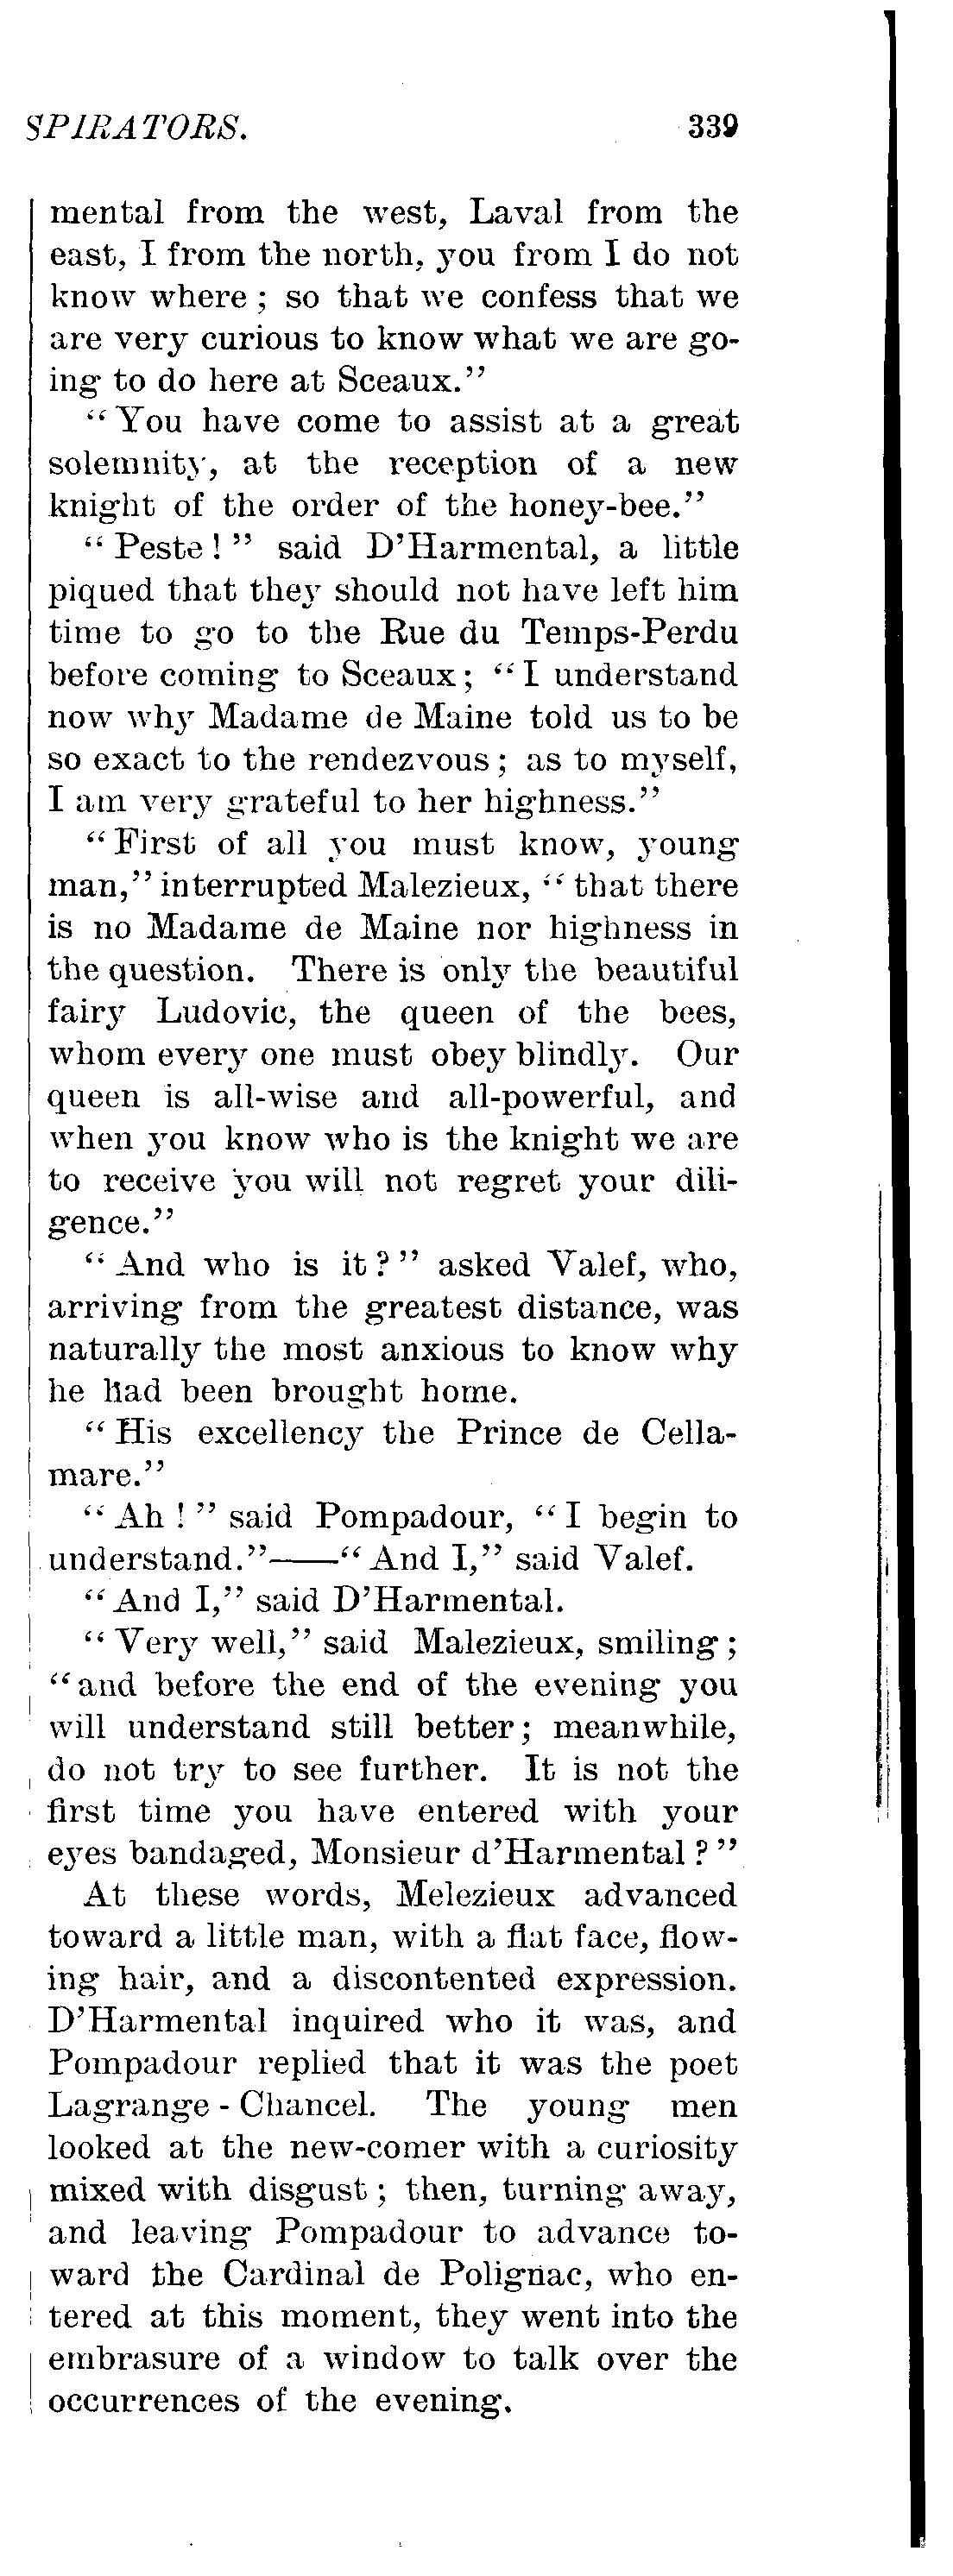 SPIRATORS. 339
mental from the west, Laval from the
east, I from the north, you from I do not
know where ; so that we confess that we
are very curious to know what we are go-
ing to do here at Sceaux."
" You have come to assist at a great
solemnity, at the reception of a new
knight of the order of the honey-bee."
" Peste ! " said D'Harmental, a little
piqued that they should not have left him
time to go to the Rue du Temps-Perdu
before coming to Sceaux ; " I understand
now why Madame de Maine told us to be
so exact to the rendezvous ; as to myself,
I am very grateful to her highness."
" First of all you must know, young
man," interrupted Malezieux, " that there
is no Madame de Maine nor highness in
the question. There is only the beautiful
fairy Ludovic, the queen of the bees,
whom every one must obey blindly. Our
queen is all-wise and all-powerful, and
when you know who is the knight we are
to receive you will not regret your dili-
gence."
" And who is it ? " asked Valef, who,
arriving from the greatest distance, was
naturally the most anxious to know why
he had been brought home.
" His excellency the Prince de Cella-
mare."
" Ah ! " said Pompadour, " I begin to
understand."——" And I," said Valef.
" And I," said D'Harmental.
" Very well," said Malezieux, smiling ;
" and before the end of the evening you
will understand still better ; meanwhile,
do not try to see further. It is not the
first time you have entered with your
eyes bandaged, Monsieur d'Harmental ? "
At these words, Melezieux advanced
toward a little man, with a flat face, flow-
ing hair, and a discontented expression.
D'Harmental inquired who it was, and
Pompadour replied that it was the poet
Lagrange - Chancel. The young men
looked at the new-comer with a curiosity
mixed with disgust ; then, turning away,
and leaving Pompadour to advance to-
ward the Cardinal de Polignac, who en-
tered at this moment, they went into the
embrasure of a window to talk over the
occurrences of the evening.